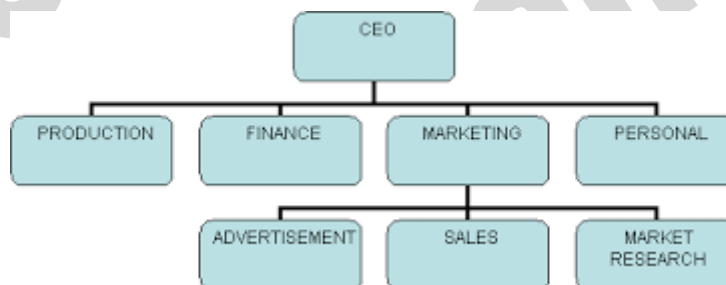 CEO
PRODUCTION
FINANCE
MARKETING
PERSONAL
ADVERTISEMENT
SALES
MARKET
RESEARCH